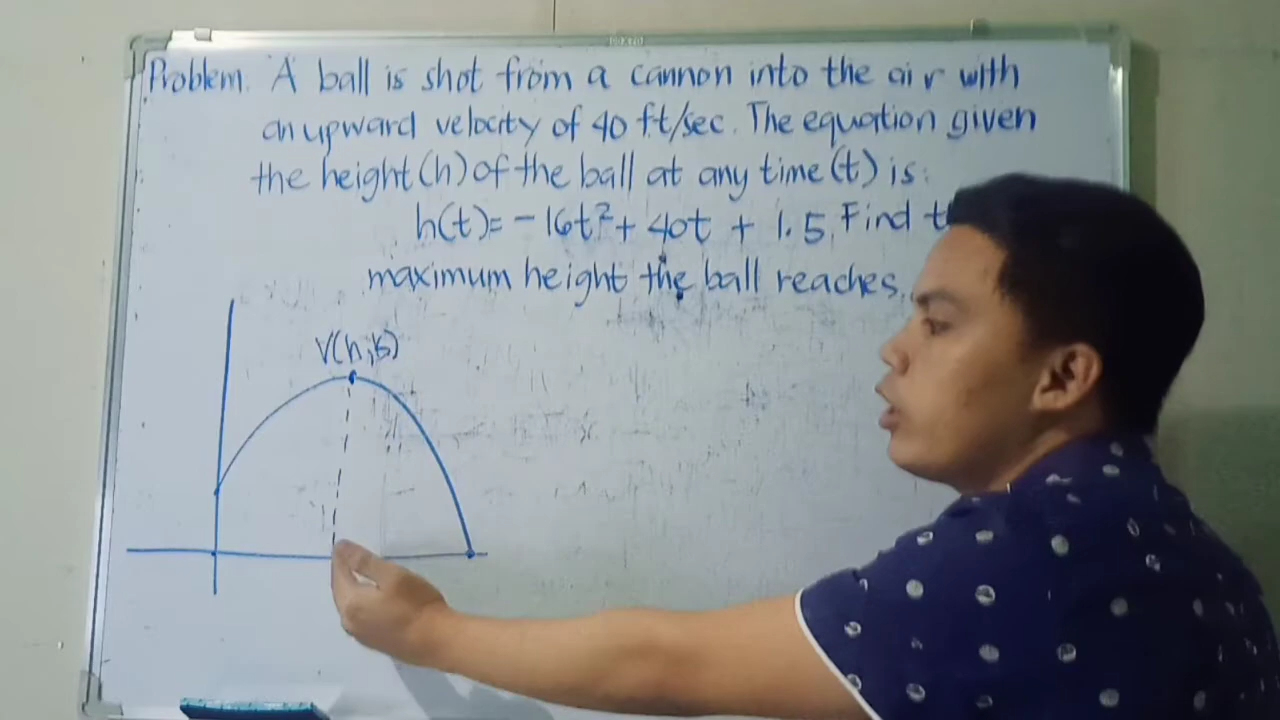 Problem. A ball is shot from a cannon into the air with
an upward velocity of 40 ft/sec. The equation given
the height (h) of the ball at any time (t) is:
h(t)= -16t²+ 40t + 1.5. Find
maximum height the ball reaches.
V(h,k)